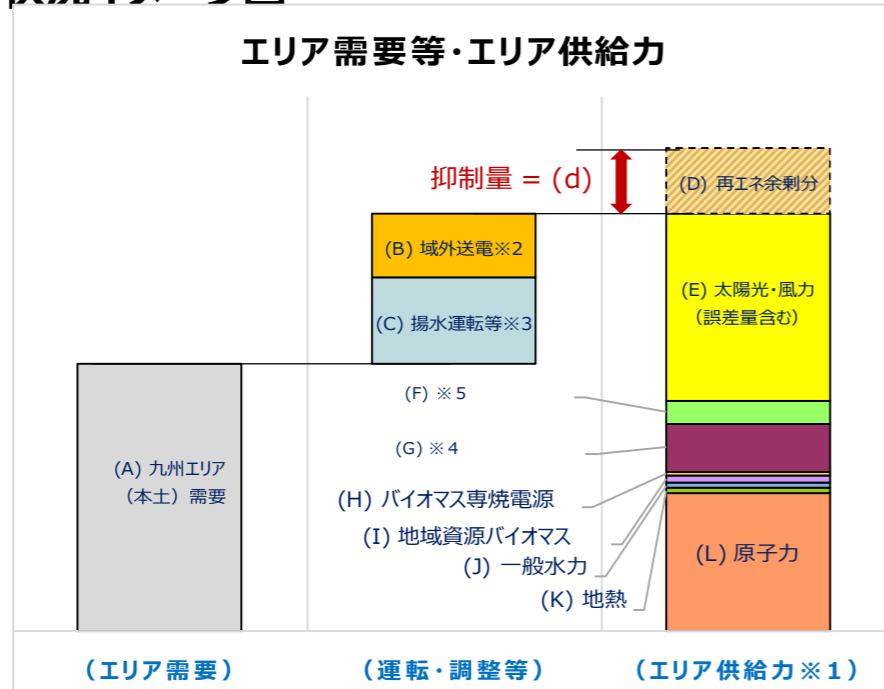 エリア需要等・エリア供給力
抑制量 = (d)
(D) 再エネ余剰分
(B) 域外送電※2
(C) 揚水運転等※3
(E) 太陽光・風力
（誤差量含む）
(F) ※5
(G) ※4
(A) 九州エリア
（本土）需要
(H) バイオマス専焼電源
(I) 地域資源バイオマス
(J) 一般水力
(K) 地熱
(L) 原子力
（エリア需要）
（運転・調整等）
（エリア供給力※1）